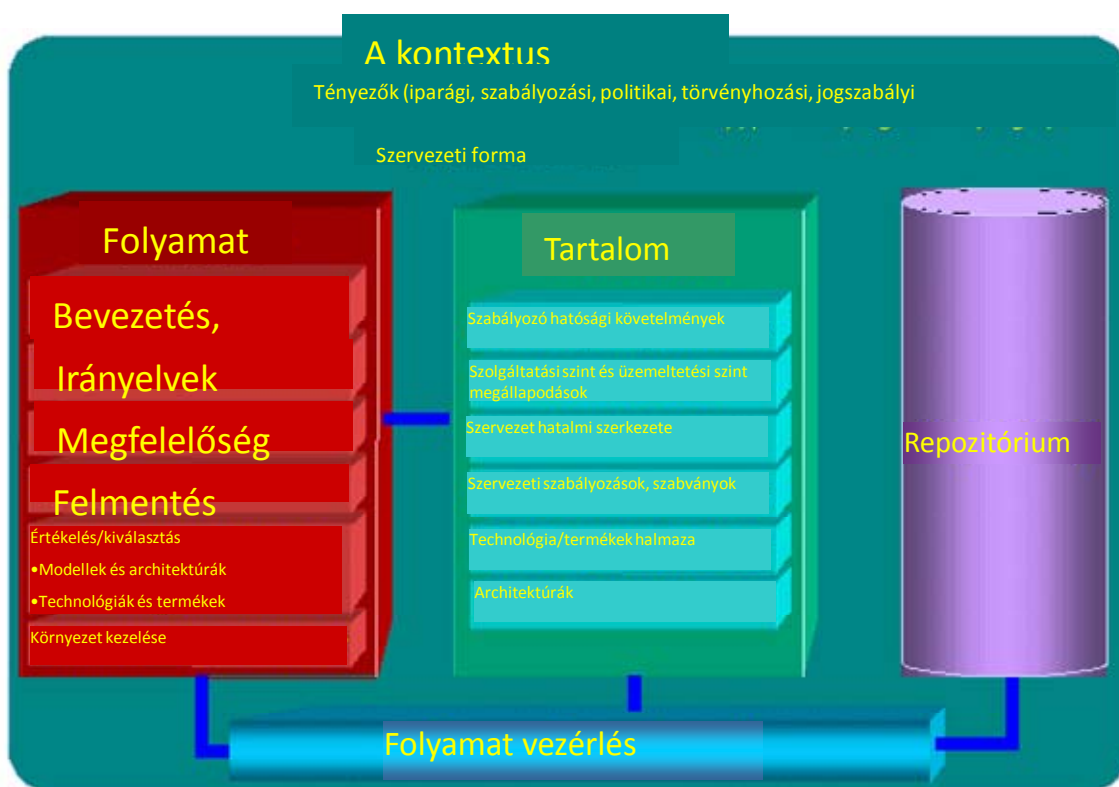 A kontextus
Tényezők (iparági, szabályozási, politikai, törvényhozási, jogszabályi
Szervezeti forma
Folyamat
Bevezetés,
Irányelvek
Megfelelőség
Felmentés
Értékelés/kiválasztás
•Modellek és architektúrák
•Technológiák és termékek
Környezet kezelése
Tartalom
Szabályozó hatósági követelmények
Szolgáltatási szint és üzemeltetési szint
megállapodások
Szervezet hatalmi szerkezete
Szervezeti szabályozások, szabványok
Technológia/termékek halmaza
Architektúrák
Repozitórium
Folyamat vezérlés